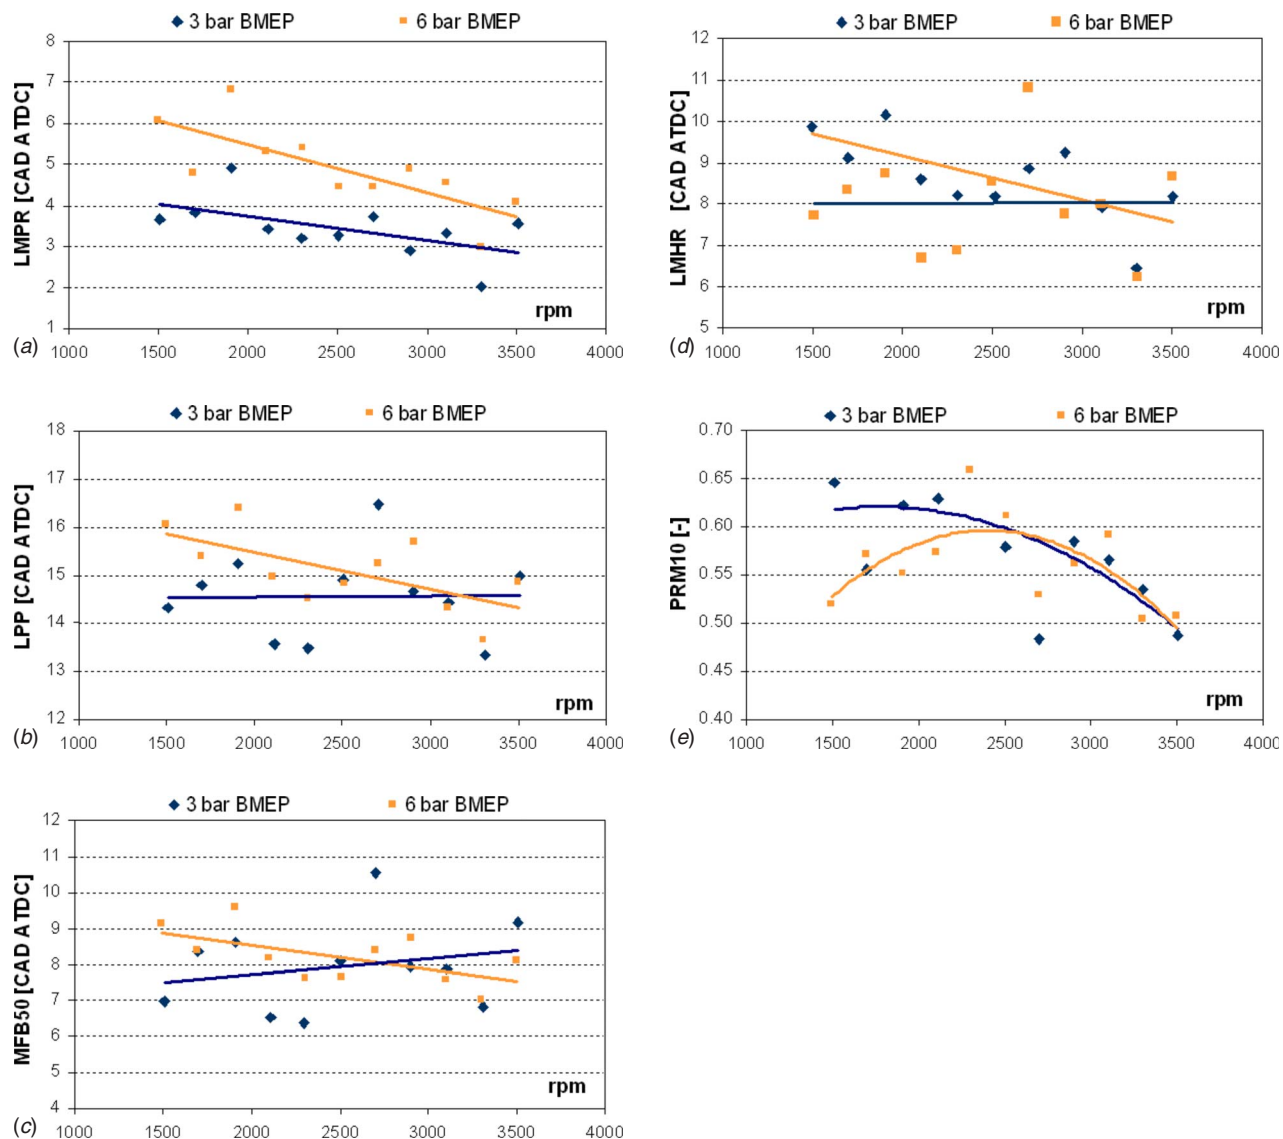 3 bar BMEP 6 bar BMEP
8
7
6
5
4
3
2
1
LMPR [CAD ATDC]
rpm
1000 1500 2000 2500 3000 3500 4000
(a)
3 bar BMEP 6 bar BMEP
18
17
16
15
14
13
12
LPP [CAD ATDC]
rpm
1000 1500 2000 2500 3000 3500 4000
(b)
3 bar BMEP 6 bar BMEP
12
11
10
9
8
7
6
5
4
MFB50 [CAD ATDC]
rpm
1000 1500 2000 2500 3000 3500 4000
(c)
3 bar BMEP 6 bar BMEP
12
11
10
9
8
7
6
5
LMHR [CAD ATDC]
rpm
1000 1500 2000 2500 3000 3500 4000
(d)
3 bar BMEP 6 bar BMEP
0.70
0.65
0.60
0.55
0.50
0.45
0.40
PRM10 [-]
rpm
1000 1500 2000 2500 3000 3500 4000
(e)